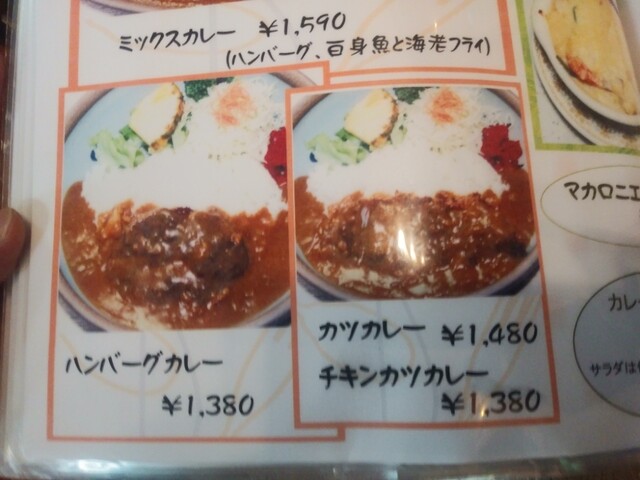 ミックスカレー ¥1,590
(ハンバーグ、白身魚と海老フライ)
ハンバーグカレー
¥1,380
カツカレー ¥1,480
チキンカツカレー
¥1,380
マカロニエ
カレ
サラダは